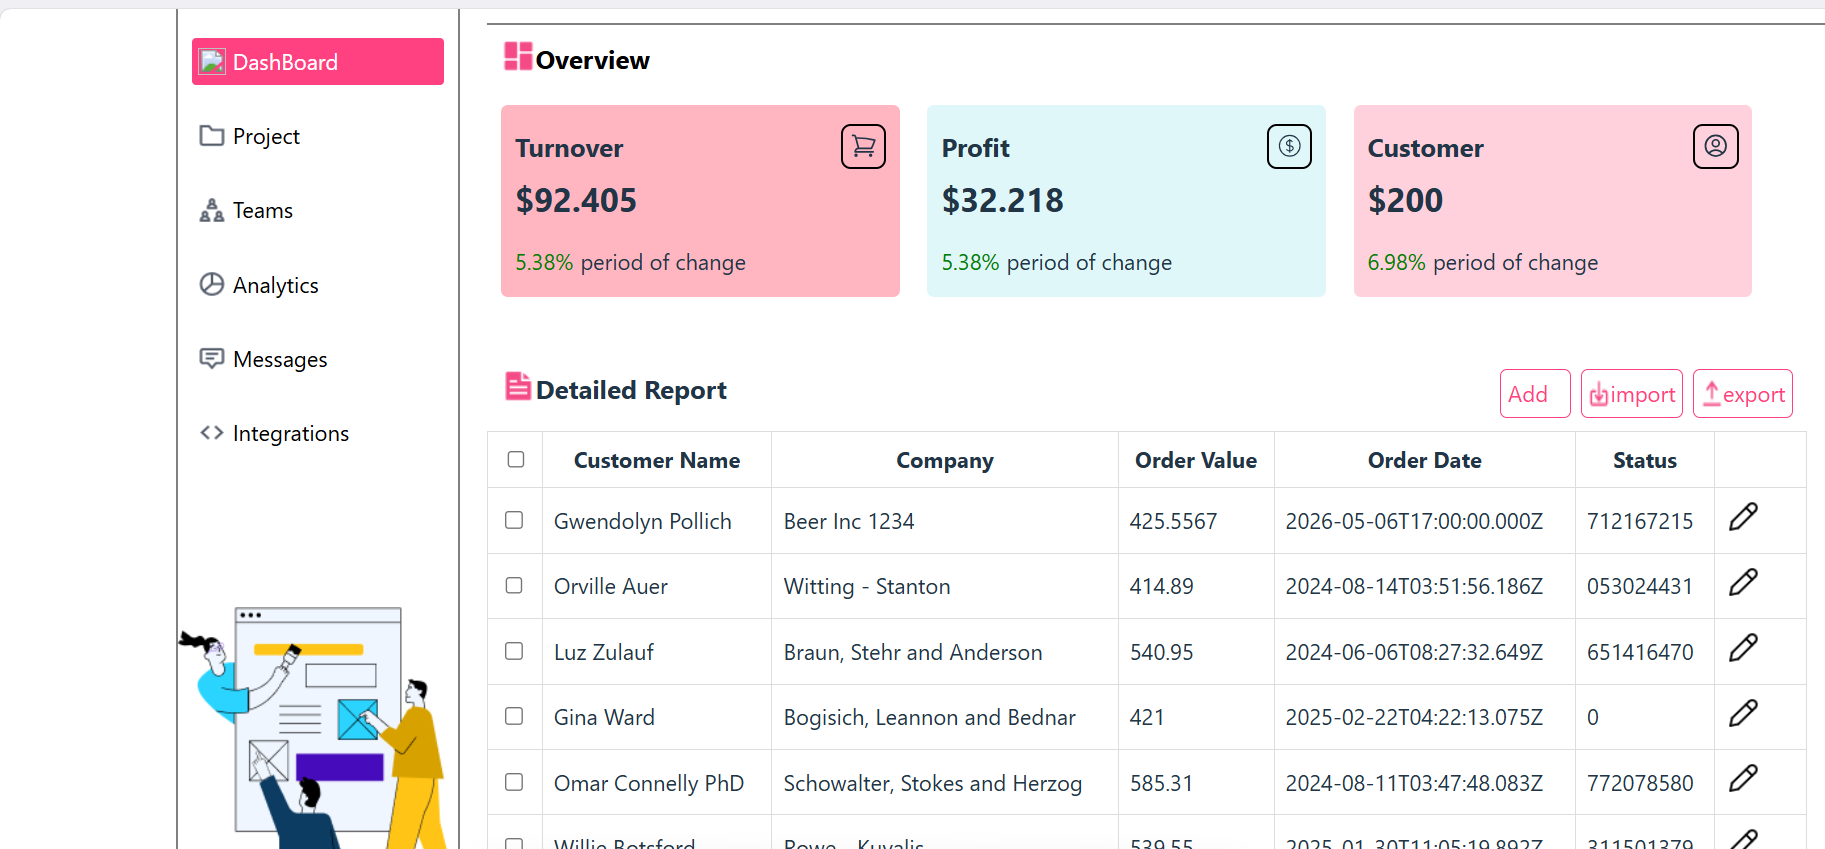 DashBoard
Project
Teams
Analytics
Messages
Integrations
Overview
Turnover
$92.405
5.38% period of change
Profit
$32.218
5.38% period of change
Customer
$200
6.98% period of change
Detailed Report
Add import export
Customer Name Company Order Value Order Date Status
Gwendolyn Pollich Beer Inc 1234 425.5567 2026-05-06T17:00:00.000Z 712167215
Orville Auer Witting - Stanton 414.89 2024-08-14T03:51:56.186Z 053024431
Luz Zulauf Braun, Stehr and Anderson 540.95 2024-06-06T08:27:32.649Z 651416470
Gina Ward Bogisich, Leannon and Bednar 421 2025-02-22T04:22:13.075Z 0
Omar Connelly PhD Schowalter, Stokes and Herzog 585.31 2024-08-11T03:47:48.083Z 772078580
Willie Botsford Rowe - Kuvalis 539.55 2025-01-30T11:05:19.892Z 311501379